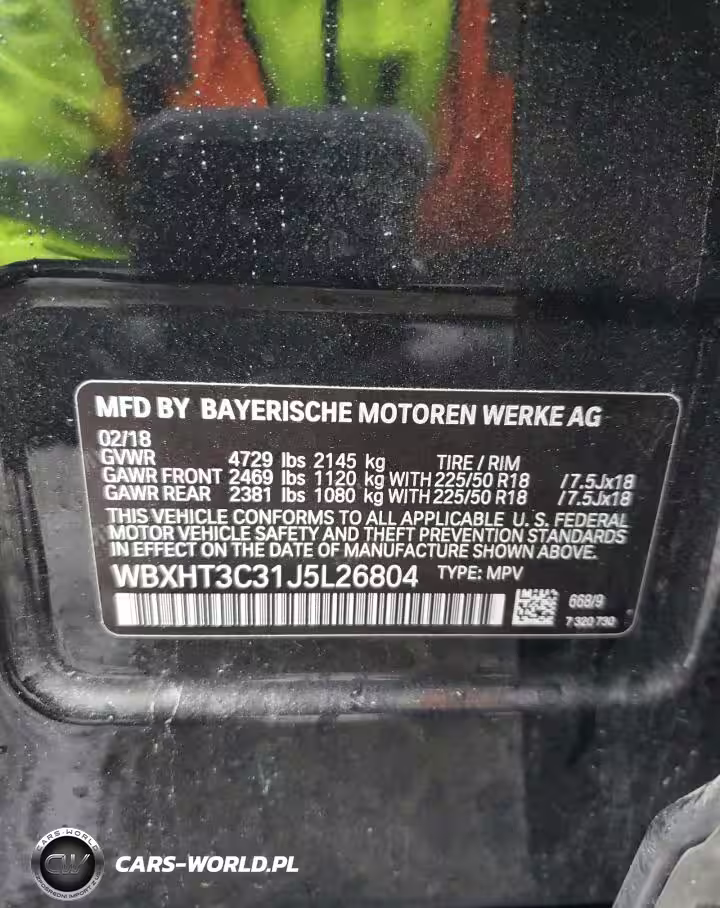 MFD BY BAYERISCHE MOTOREN WERKE AG
02/18
GVWR 4729 lbs 2145 kg TIRE / RIM
GAWR FRONT 2469 lbs 1120 kg WITH 225/50 R18 /7.5Jx18
GAWR REAR 2381 lbs 1080 kg WITH 225/50 R18 /7.5Jx18
THIS VEHICLE CONFORMS TO ALL APPLICABLE U. S. FEDERAL
MOTOR VEHICLE SAFETY AND THEFT PREVENTION STANDARDS
IN EFFECT ON THE DATE OF MANUFACTURE SHOWN ABOVE.
WBXHT3C31J5L26804 TYPE: MPV
668/9
7 320 730
CARS-WORLD
CW
CARS-WORLD.PL